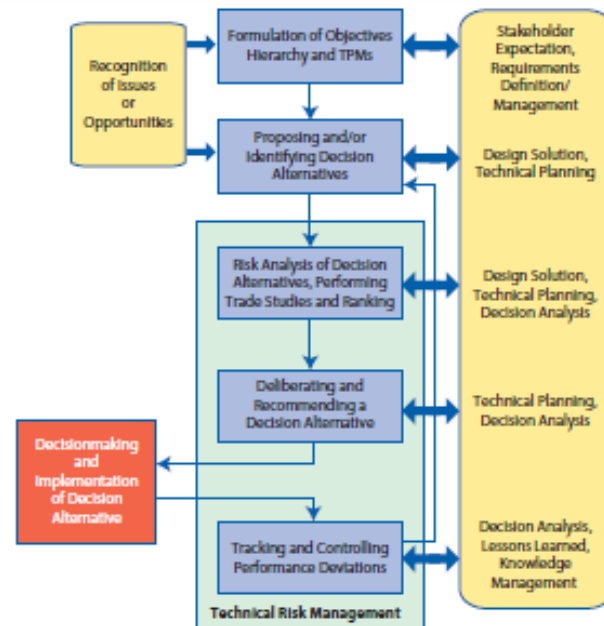 Formulation of Objectives
Hierarchy and TPMs
Stakeholder
Expectation,
Requirements
Definition/
Management
Recognition
of Issues
or
Opportunities
Proposing and/or
Identifying Decision
Alternatives
Design Solution,
Technical Planning
Risk Analysis of Decision
Alternatives, Performing
Trade Studies and Ranking
Design Solution,
Technical Planning,
Decision Analysis
Deliberating and
Recommending a
Decision Alternative
Technical Planning,
Decision Analysis
Decisionmaking
and
Implementation
of Decision
Alternative
Tracking and Controlling
Performance Deviations
Decision Analysis,
Lessons Learned,
Knowledge
Management
Technical Risk Management